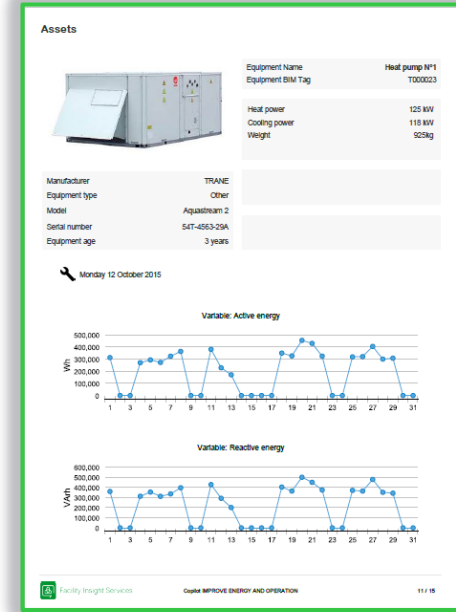 Assets
Equipment Name Heat pump N°1
Equipment BIM Tag T000023
Heat power 125 kW
Cooling power 118 kW
Weight 925kg
Manufacturer TRANE
Equipment type Other
Model Aquastream 2
Serial number 54T-4563-29A
Equipment age 3 years
Monday 12 October 2015
Variable: Active energy
Wh
500,000
400,000
300,000
200,000
100,000
0
1 3 5 7 9 11 13 15 17 19 21 23 25 27 29 31
Variable: Reactive energy
VArh
600,000
500,000
400,000
300,000
200,000
100,000
0
1 3 5 7 9 11 13 15 17 19 21 23 25 27 29 31
Facility Insight Services Copilot IMPROVE ENERGY AND OPERATION 11 / 15